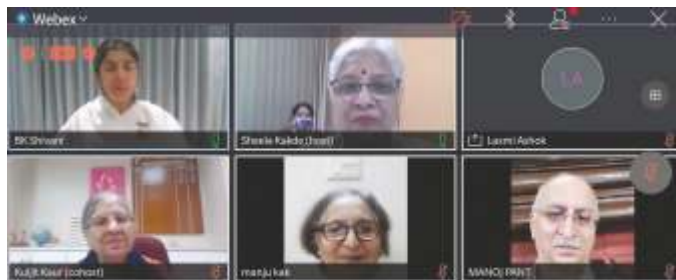 Webex
BK Shivani
Sheela Kakde (host)
LA
Laxmi Ashok
Kuljit Kaur (cohost)
manju kak
MANOJ PANT